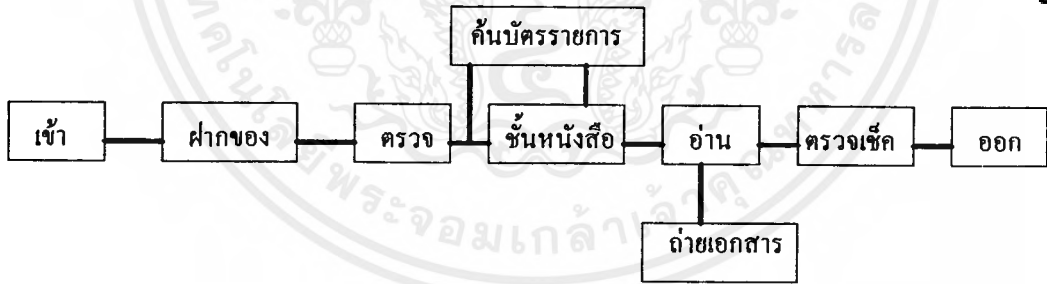 ค้นบัตรรายการ
เข้า
ฝากของ
ตรวจ
ชั้นหนังสือ
อ่าน
ตรวจเช็ค
ออก
ถ่ายเอกสาร